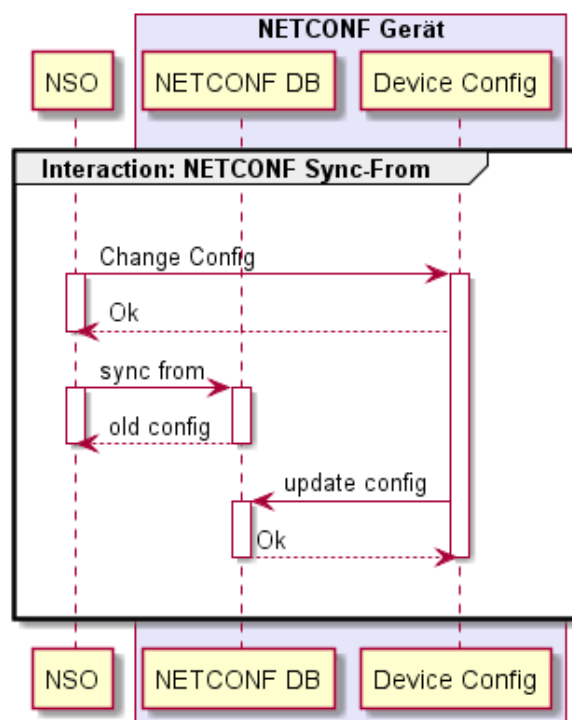 NETCONF Gerät
NSO
NETCONF DB
Device Config
Interaction: NETCONF Sync-From
Change Config
Ok
sync from
old config
update config
Ok
NSO
NETCONF DB
Device Config